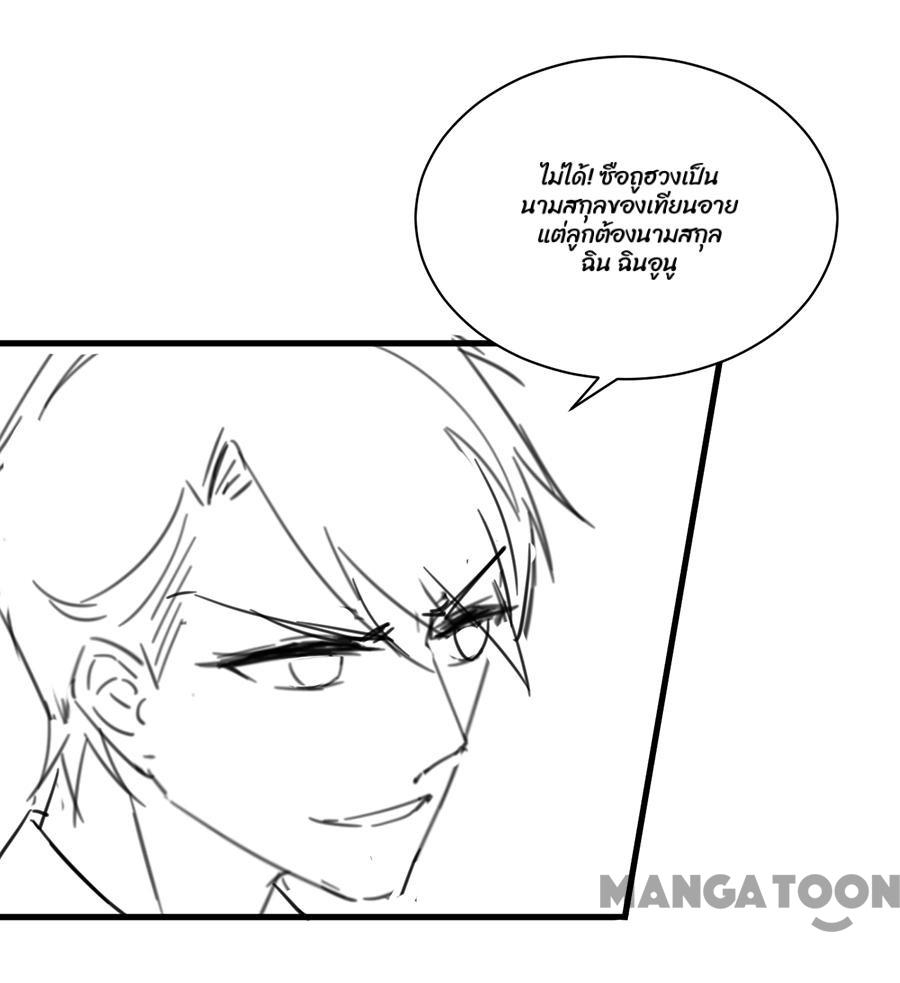 ไม่ได้! ซือถูฮวงเป็น
นามสกุลของเทียนอาย
แต่ลูกต้องนามสกุล
ฉิน ฉินอูนู
MANGATOON